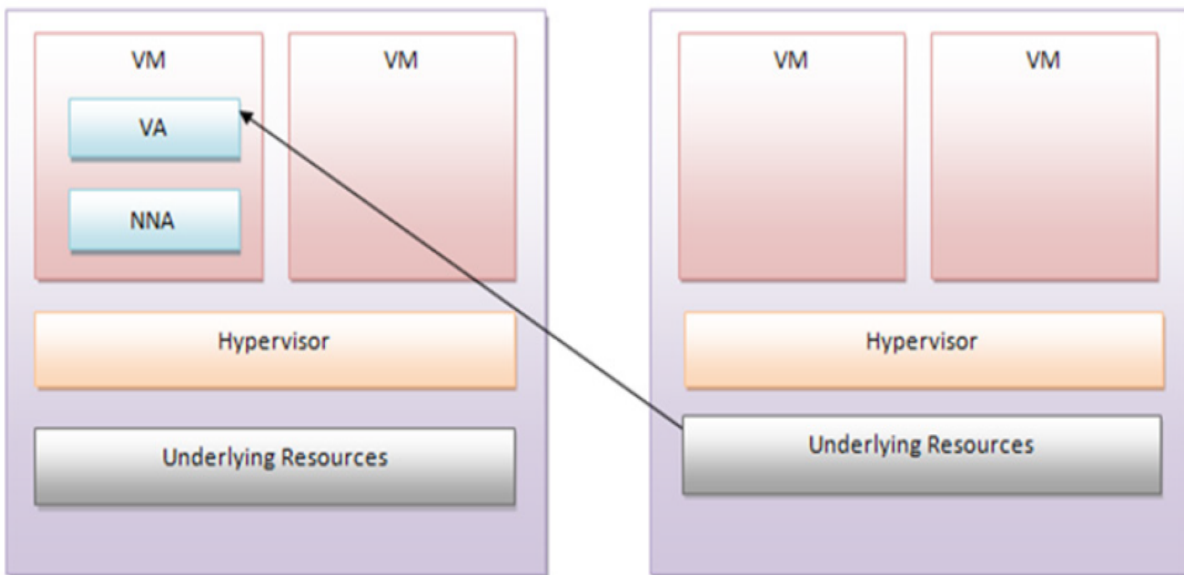 VM
VM
VA
NNA
Hypervisor
Underlying Resources
VM
VM
Hypervisor
Underlying Resources